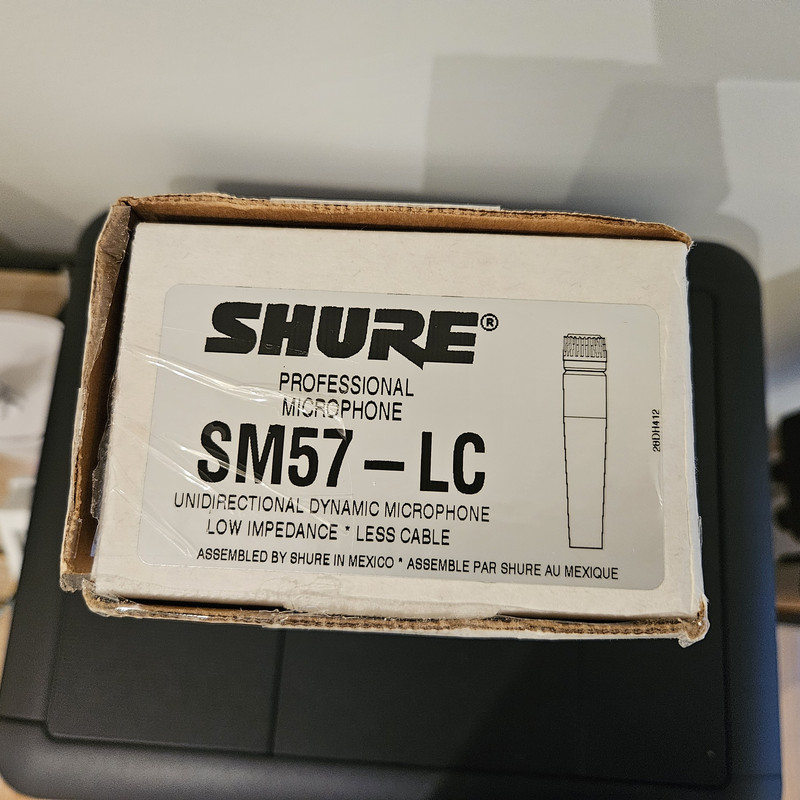 SHURE®
PROFESSIONAL
MICROPHONE
SM57 – LC
UNIDIRECTIONAL DYNAMIC MICROPHONE
LOW IMPEDANCE * LESS CABLE
ASSEMBLED BY SHURE IN MEXICO * ASSEMBLE PAR SHURE AU MEXIQUE
28DH412